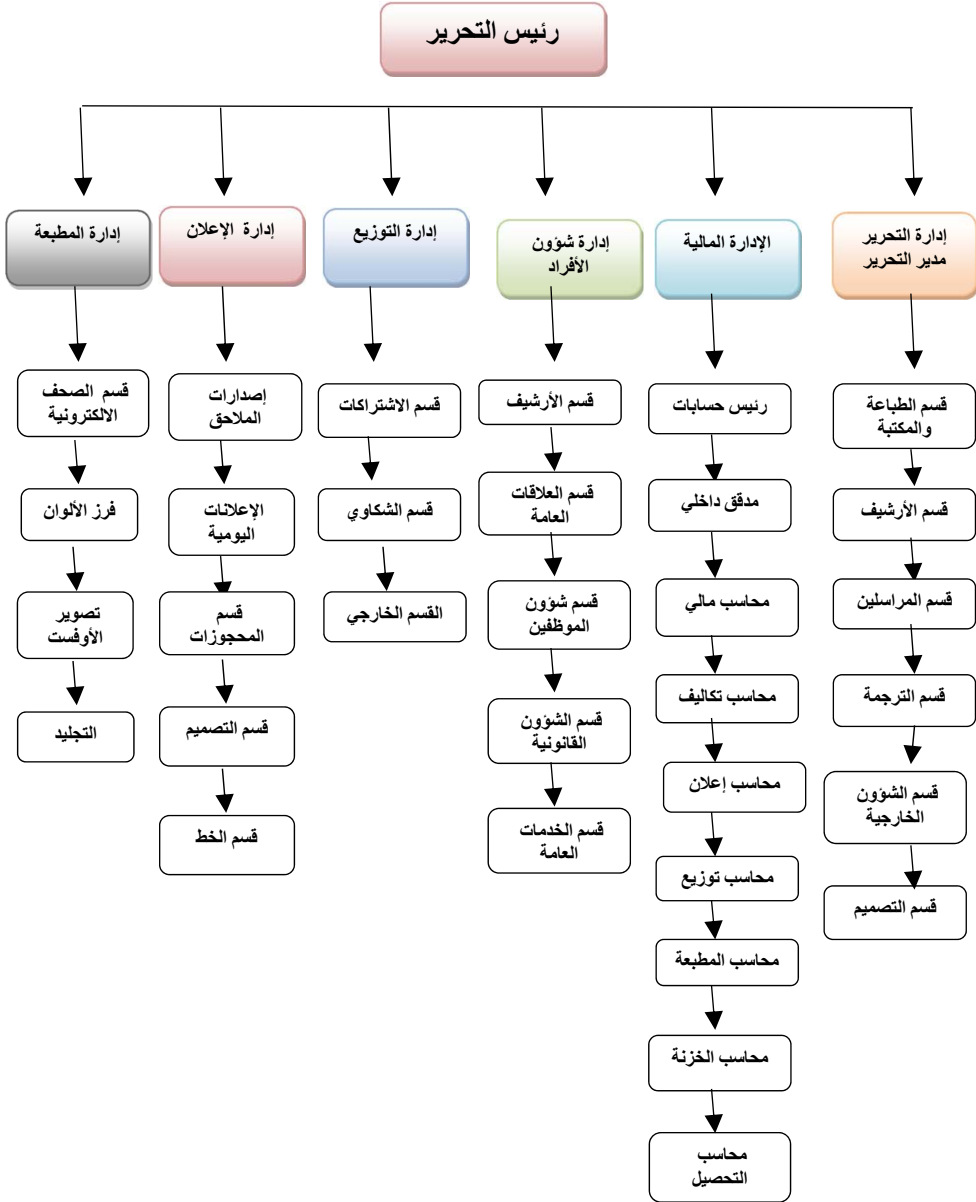 رئيس التحرير
إدارة التحرير
مدير التحرير
قسم الطباعة
والمكتبة
قسم الأرشيف
قسم المراسلين
قسم الترجمة
قسم الشؤون
الخارجية
قسم التصميم
الإدارة المالية
رئيس حسابات
مدقق داخلي
محاسب مالي
محاسب تكاليف
محاسب إعلان
محاسب توزيع
محاسب المطبعة
محاسب الخزنة
محاسب
التحصيل
إدارة شؤون
الأفراد
قسم الأرشيف
قسم العلاقات
العامة
قسم شؤون
الموظفين
قسم الشؤون
القانونية
قسم الخدمات
العامة
إدارة التوزيع
قسم الاشتراكات
قسم الشكاوي
القسم الخارجي
إدارة الإعلان
إصدارات
الملاحق
الإعلانات
اليومية
قسم
المحجوزات
قسم التصميم
قسم الخط
إدارة المطبعة
قسم الصحف
الالكترونية
فرز الألوان
تصوير
الأوفست
التجليد